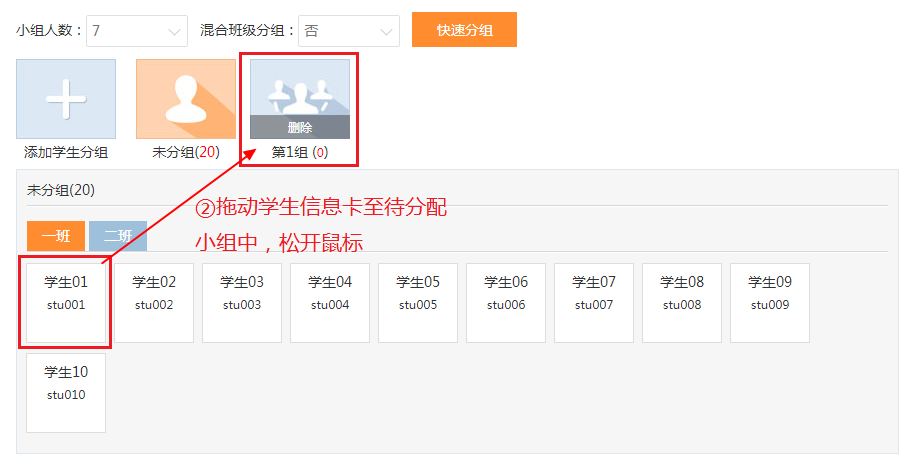 小组人数：7 混合班级分组：否 快速分组
删除
添加学生分组 未分组(20) 第1组 (0)
未分组(20)
②拖动学生信息卡至待分配
小组中，松开鼠标
一班 二班
学生01 学生02 学生03 学生04 学生05 学生06 学生07 学生08 学生09
stu001 stu002 stu003 stu004 stu005 stu006 stu007 stu008 stu009
学生10
stu010